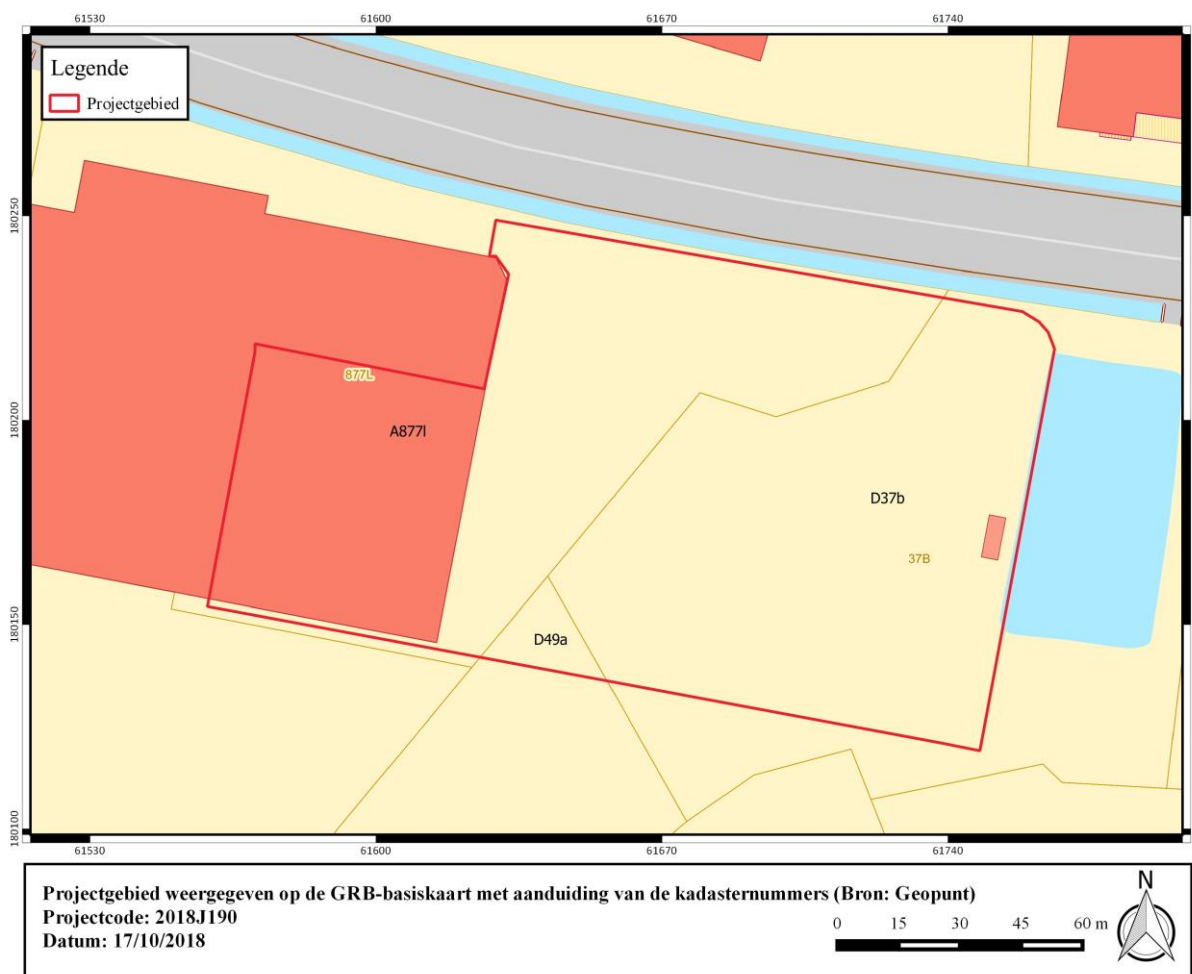 61530 61600 61670 61740
Legende
Projectgebied
180250
180200
180150
180100
877L
A877l
D37b
37B
D49a
61530 61600 61670 61740
Projectgebied weergegeven op de GRB-basiskaart met aanduiding van de kadasternummers (Bron: Geopunt)
Projectcode: 2018J190
Datum: 17/10/2018
0 15 30 45 60 m
N